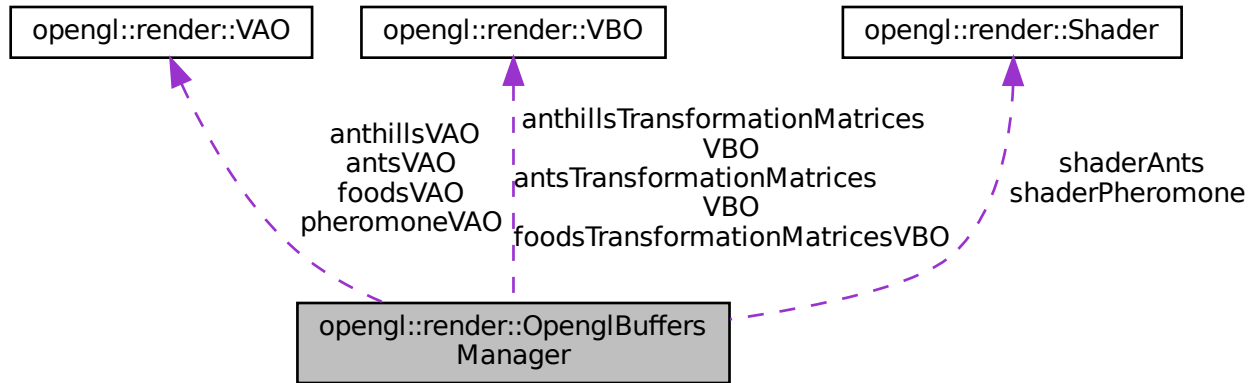 opengl::render::VAO
opengl::render::VBO
opengl::render::Shader
anthillsVAO
antsVAO
foodsVAO
pheromoneVAO
anthillsTransformationMatrices
VBO
antsTransformationMatrices
VBO
foodsTransformationMatricesVBO
shaderAnts
shaderPheromone
opengl::render::OpenglBuffers
Manager